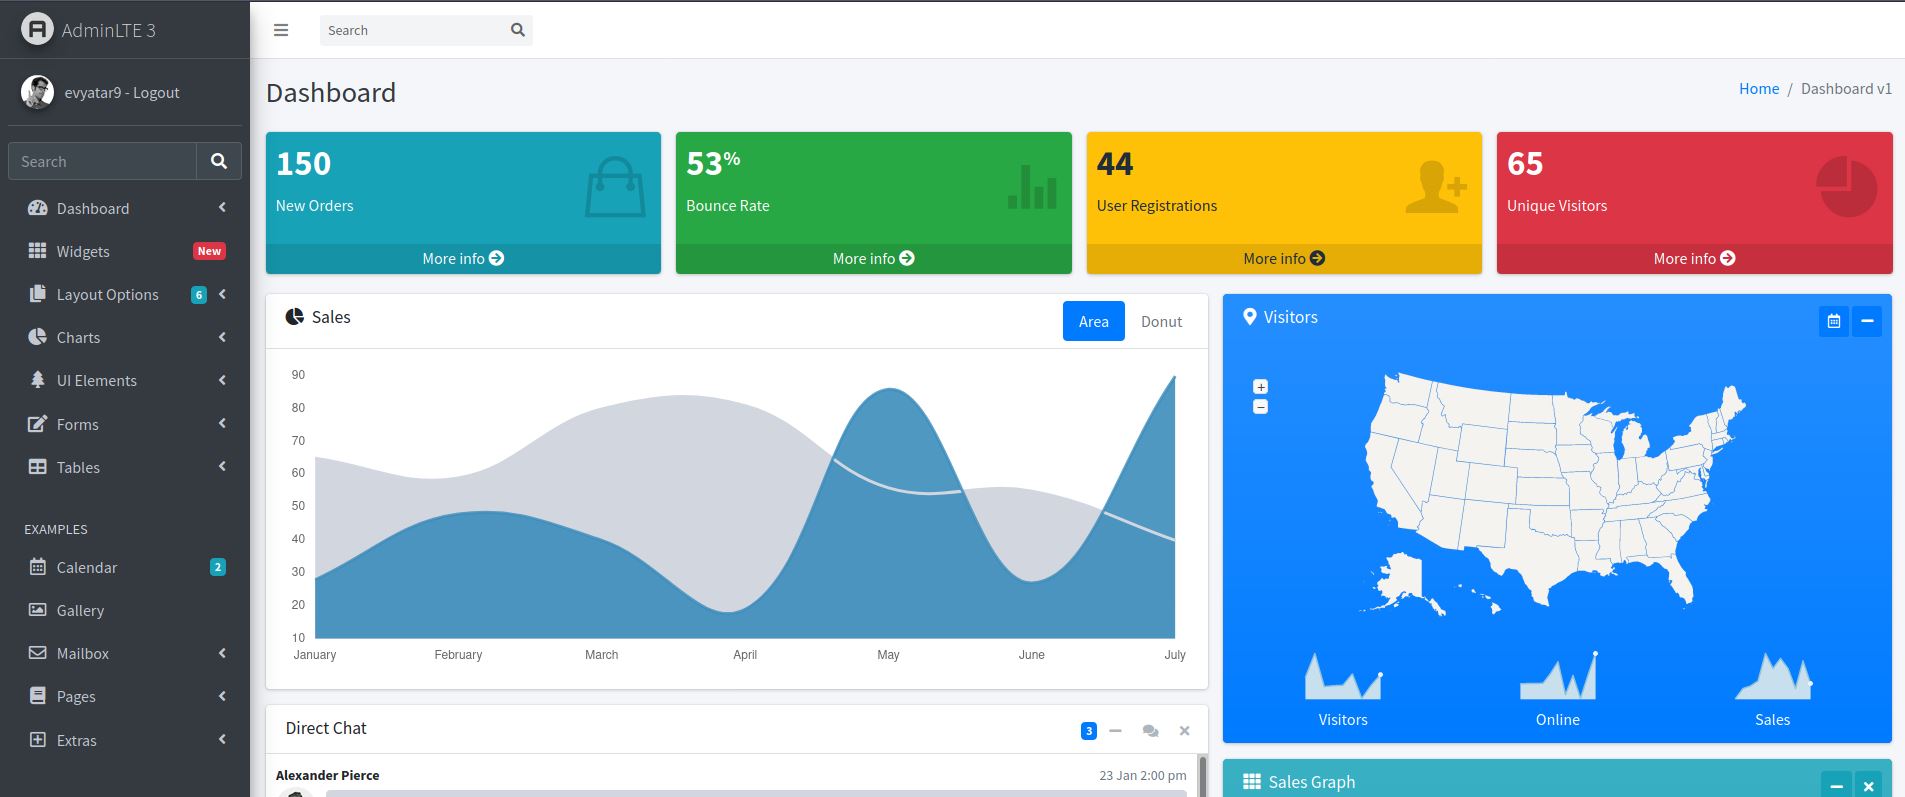 AdminLTE 3
evyatar9 - Logout
Search
Dashboard
Widgets New
Layout Options 6
Charts
UI Elements
Forms
Tables
EXAMPLES
Calendar 2
Gallery
Mailbox
Pages
Extras
Search
Dashboard
Home / Dashboard v1
150
New Orders
More info
53%
Bounce Rate
More info
44
User Registrations
More info
65
Unique Visitors
More info
Sales
Area Donut
90
80
70
60
50
40
30
20
10
January February March April May June July
Direct Chat 3
Alexander Pierce 23 Jan 2:00 pm
Visitors
+
−
Visitors Online Sales
Sales Graph